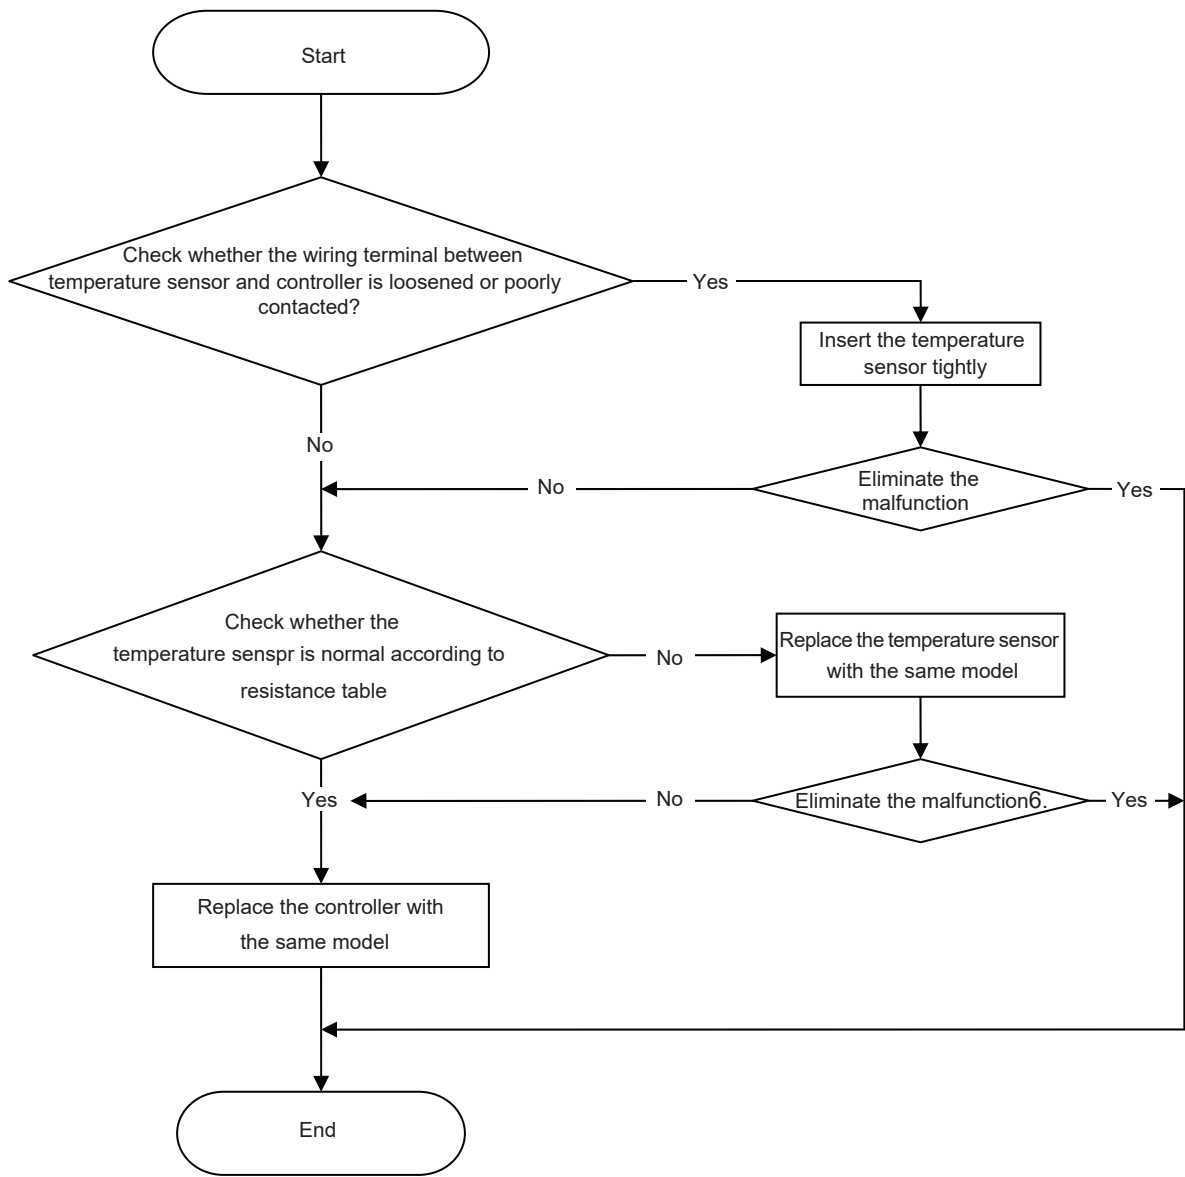 Start
Check whether the wiring terminal between
temperature sensor and controller is loosened or poorly
contacted?
Yes
Insert the temperature
sensor tightly
No
No
Eliminate the
malfunction
Yes
Check whether the
temperature senspr is normal according to
resistance table
No
Replace the temperature sensor
with the same model
Yes
No
Eliminate the malfunction6.
Yes
Replace the controller with
the same model
End